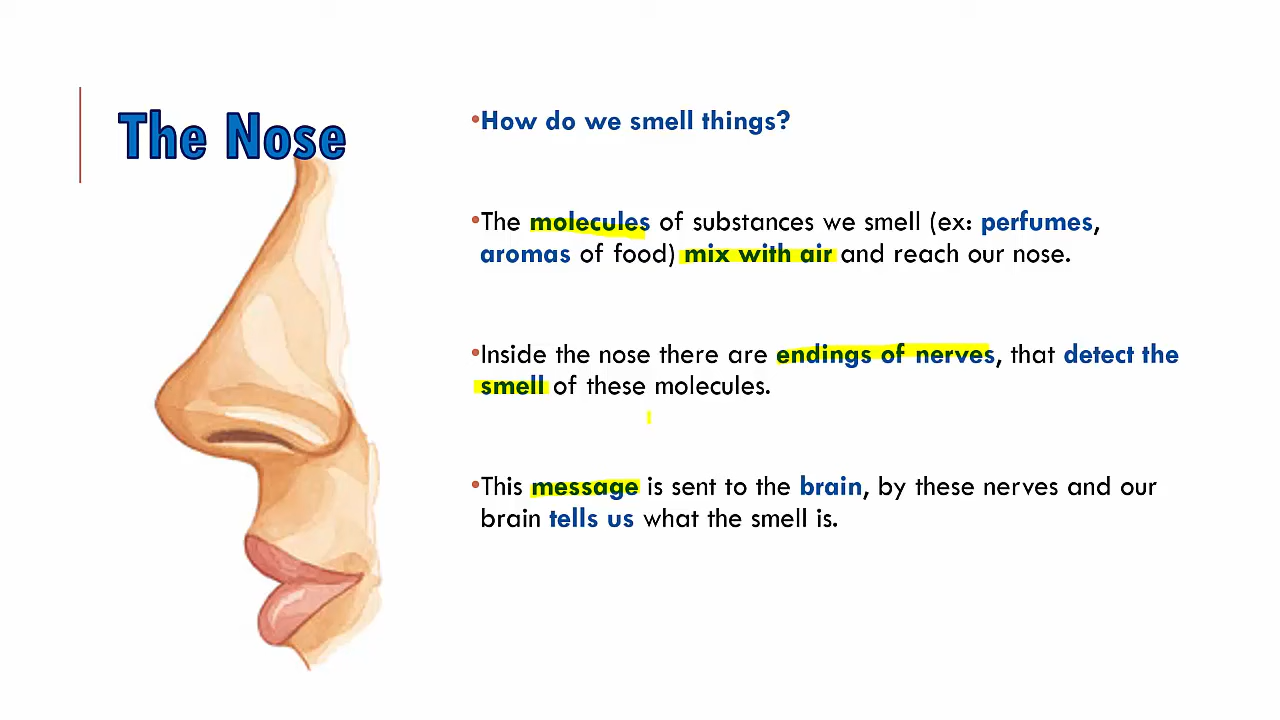 The Nose
•How do we smell things?
•The molecules of substances we smell (ex: perfumes,
aromas of food) mix with air and reach our nose.
•Inside the nose there are endings of nerves, that detect the
smell of these molecules.
•This message is sent to the brain, by these nerves and our
brain tells us what the smell is.